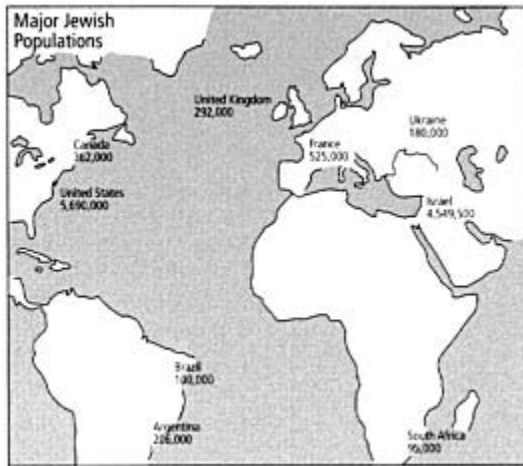 Major Jewish
Populations
United Kingdom
292,000
Ukraine
180,000
Canada
362,000
France
525,000
United States
5,690,000
Israel
4,549,500
Brazil
100,000
Argentina
206,000
South Africa
95,000